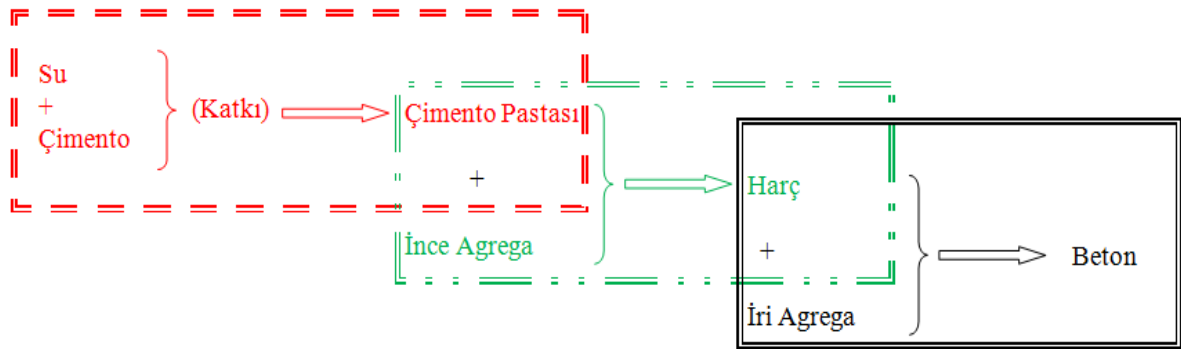 Su
+
Çimento
(Katkı)
Çimento Pastası
+
İnce Agrega
Harç
+
İri Agrega
Beton